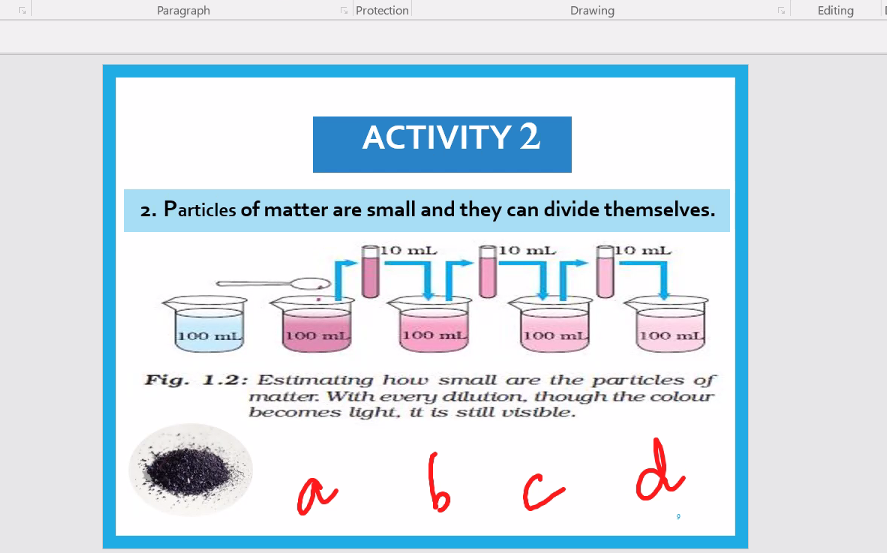 Paragraph Protection Drawing Editing
ACTIVITY 2
2. Particles of matter are small and they can divide themselves.
10 mL 10 mL 10 mL
100 mL 100 mL 100 mL 100 mL 100 mL
Fig. 1.2: Estimating how small are the particles of
matter. With every dilution, though the colour
becomes light, it is still visible.
a b c d